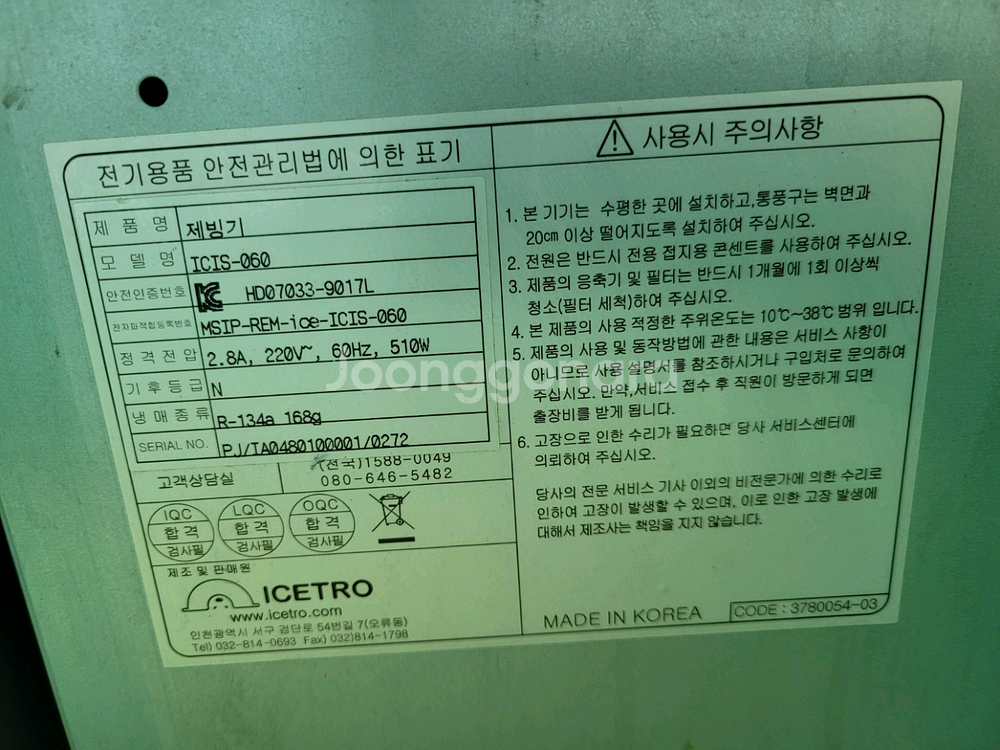 전기용품 안전관리법에 의한 표기
제 품 명 제빙기
모 델 명 ICIS-060
안전인증번호 HD07033-9017L
전자파적합등록번호 MSIP-REM-ice-ICIS-060
정 격 전 압 2.8A, 220V~, 60Hz, 510W
기 후 등 급 N
냉 매 종 류 R-134a 168g
SERIAL NO. PJ/IA0480100001/0272
고객상담실
(전국)1588-0049
080-646-5482
IQC 합 격 검사필
LQC 합 격 검사필
OQC 합 격 검사필
제조 및 판매원
ICETRO
www.icetro.com
인천광역시 서구 검단로 54번길 7(오류동)
Tel) 032-814-0693 Fax) 032)814-1798
사용시 주의사항
1. 본 기기는 수평한 곳에 설치하고,통풍구는 벽면과
20cm 이상 떨어지도록 설치하여 주십시오.
2. 전원은 반드시 전용 접지용 콘센트를 사용하여 주십시오.
3. 제품의 응축기 및 필터는 반드시 1개월에 1회 이상씩
청소(필터 세척)하여 주십시오.
4. 본 제품의 사용 적정한 주위온도는 10℃~38℃ 범위 입니다.
5. 제품의 사용 및 동작방법에 관한 내용은 서비스 사항이
아니므로 사용 설명서를 참조하시거나 구입처로 문의하여
주십시오. 만약,서비스 접수 후 직원이 방문하게 되면
출장비를 받게 됩니다.
6. 고장으로 인한 수리가 필요하면 당사 서비스센터에
의뢰하여 주십시오.
당사의 전문 서비스 기사 이외의 비전문가에 의한 수리로
인하여 고장이 발생할 수 있으며, 이로 인한 고장 발생에
대해서 제조사는 책임을 지지 않습니다.
MADE IN KOREA
CODE : 3780054-03
Joonggonara